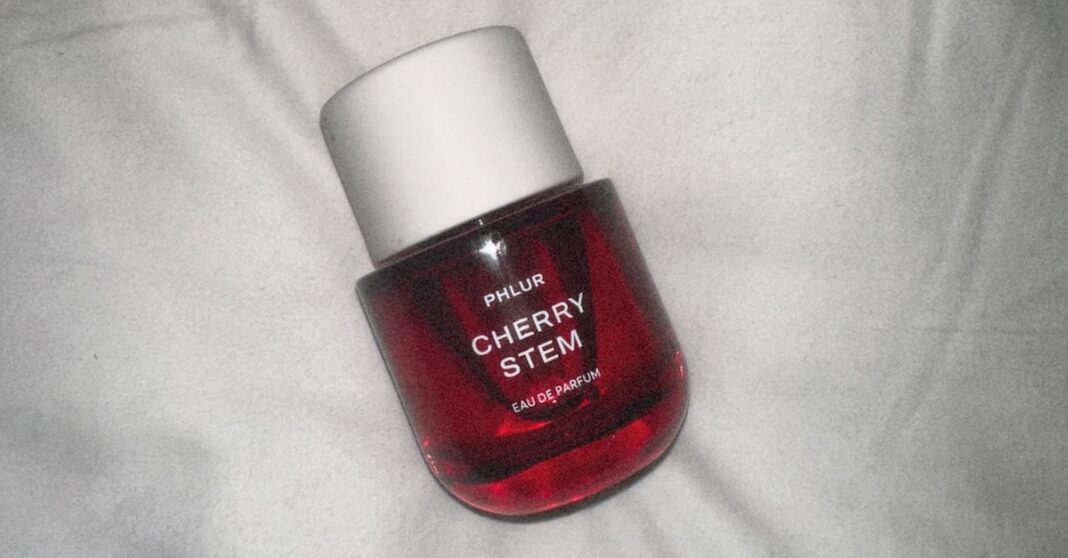 PHLUR
CHERRY
STEM
EAU DE PARFUM